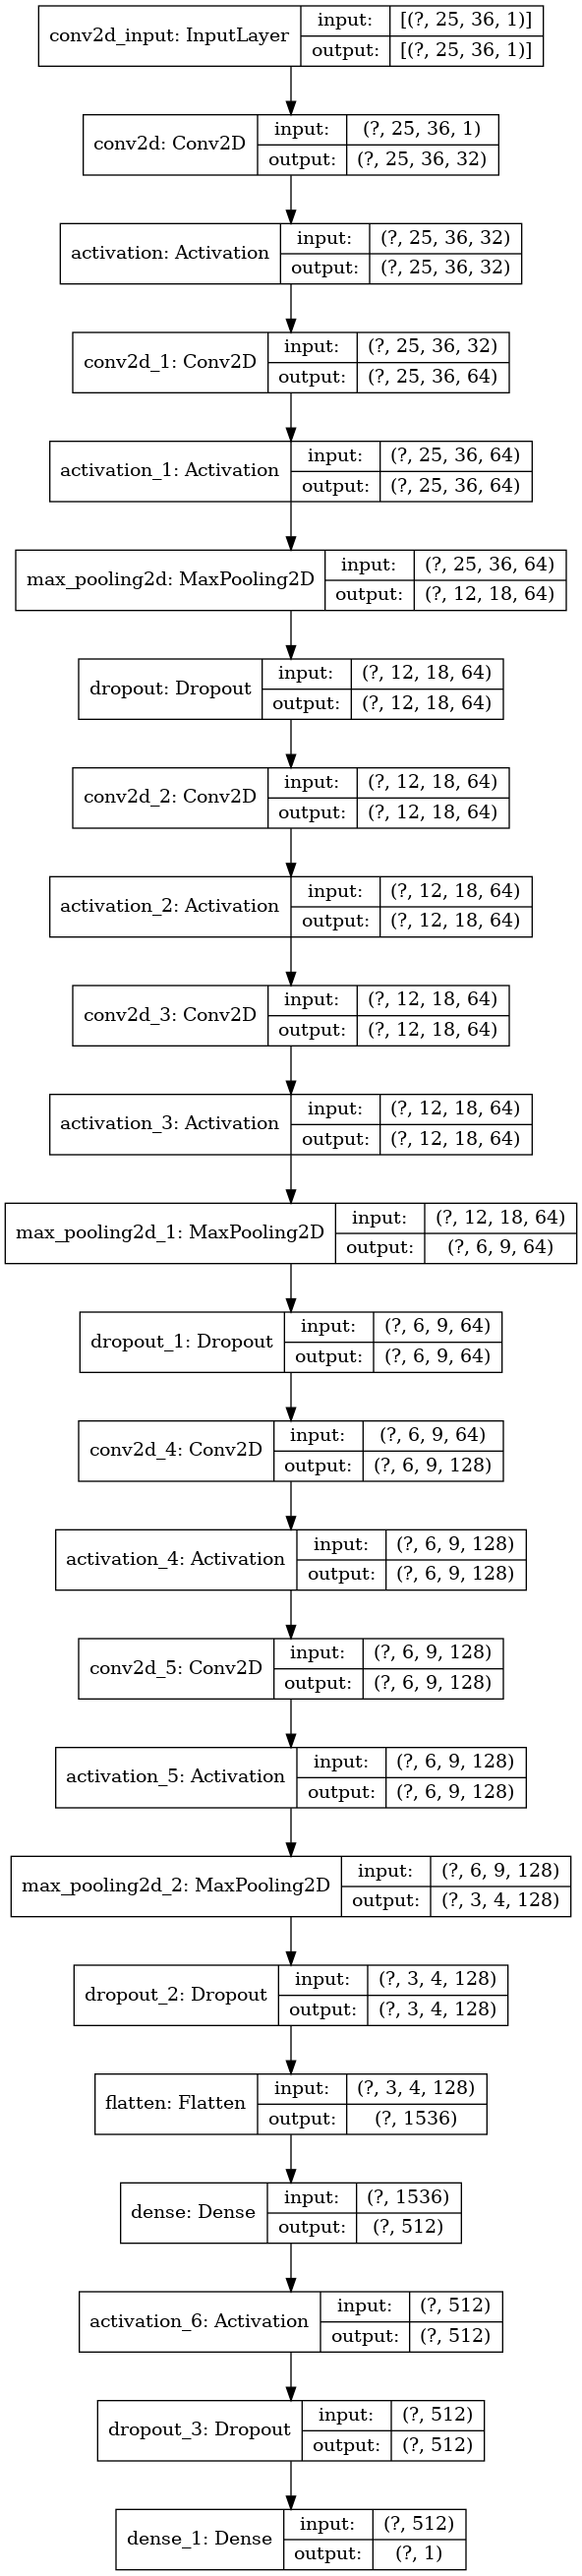 conv2d_input: InputLayer
input: [(?, 25, 36, 1)]
output: [(?, 25, 36, 1)]
conv2d: Conv2D
input: (?, 25, 36, 1)
output: (?, 25, 36, 32)
activation: Activation
input: (?, 25, 36, 32)
output: (?, 25, 36, 32)
conv2d_1: Conv2D
input: (?, 25, 36, 32)
output: (?, 25, 36, 64)
activation_1: Activation
input: (?, 25, 36, 64)
output: (?, 25, 36, 64)
max_pooling2d: MaxPooling2D
input: (?, 25, 36, 64)
output: (?, 12, 18, 64)
dropout: Dropout
input: (?, 12, 18, 64)
output: (?, 12, 18, 64)
conv2d_2: Conv2D
input: (?, 12, 18, 64)
output: (?, 12, 18, 64)
activation_2: Activation
input: (?, 12, 18, 64)
output: (?, 12, 18, 64)
conv2d_3: Conv2D
input: (?, 12, 18, 64)
output: (?, 12, 18, 64)
activation_3: Activation
input: (?, 12, 18, 64)
output: (?, 12, 18, 64)
max_pooling2d_1: MaxPooling2D
input: (?, 12, 18, 64)
output: (?, 6, 9, 64)
dropout_1: Dropout
input: (?, 6, 9, 64)
output: (?, 6, 9, 64)
conv2d_4: Conv2D
input: (?, 6, 9, 64)
output: (?, 6, 9, 128)
activation_4: Activation
input: (?, 6, 9, 128)
output: (?, 6, 9, 128)
conv2d_5: Conv2D
input: (?, 6, 9, 128)
output: (?, 6, 9, 128)
activation_5: Activation
input: (?, 6, 9, 128)
output: (?, 6, 9, 128)
max_pooling2d_2: MaxPooling2D
input: (?, 6, 9, 128)
output: (?, 3, 4, 128)
dropout_2: Dropout
input: (?, 3, 4, 128)
output: (?, 3, 4, 128)
flatten: Flatten
input: (?, 3, 4, 128)
output: (?, 1536)
dense: Dense
input: (?, 1536)
output: (?, 512)
activation_6: Activation
input: (?, 512)
output: (?, 512)
dropout_3: Dropout
input: (?, 512)
output: (?, 512)
dense_1: Dense
input: (?, 512)
output: (?, 1)